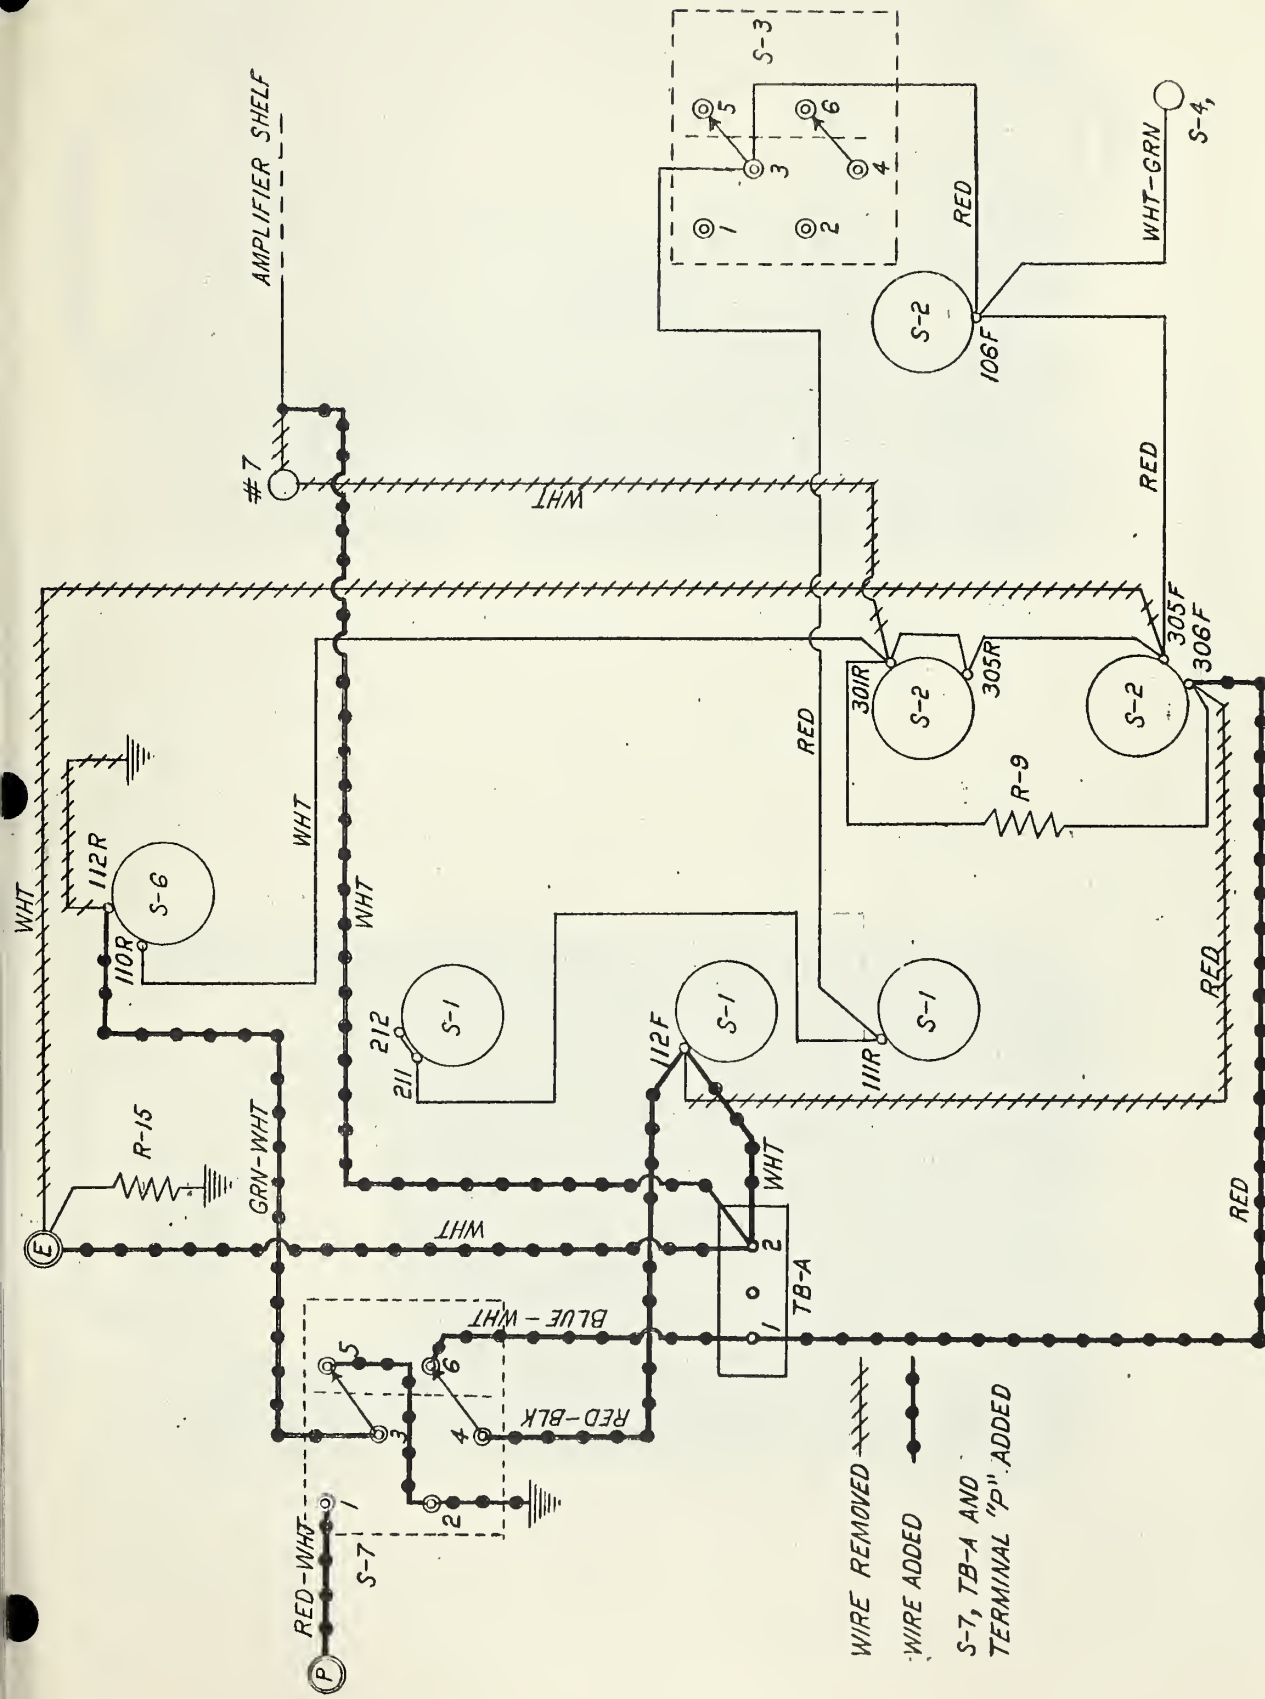 P
RED-WHT
S-7
1
2
3
4
5
6
RED-BLK
BLUE-WHT
E
WHT
R-15
GRN-WHT
WHT
112R
110R
S-6
WHT
WHT
211
212
S-1
112F
S-1
111R
S-1
WHT
1
2
TB-A
RED
RED
RED
#7
AMPLIFIER SHELF
WHT
301R
S-2
305R
R-9
S-2
305F
306F
RED
S-2
106F
RED
WHT-GRN
S-4,
S-3
1
2
3
4
5
6
WIRE REMOVED
WIRE ADDED
S-7, TB-A AND
TERMINAL "P" ADDED